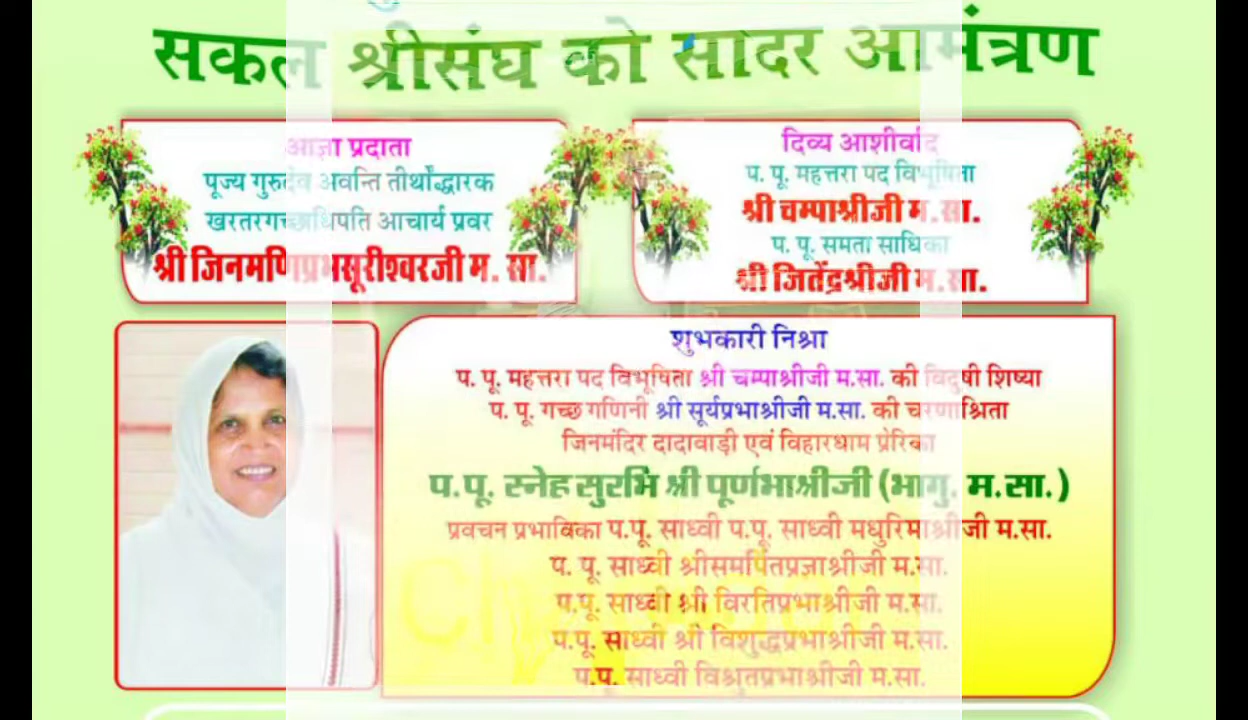 सकल श्रीसंघ को सादर आमंत्रण
आज्ञा प्रदाता
पूज्य गुरुदेव अवन्ति तीर्थोद्धारक
खरतरगच्छाधिपति आचार्य प्रवर
श्री जिनमणिप्रभसूरीश्वरजी म. सा.
दिव्य आशीर्वाद
प. पू. महत्तरा पद विभूषिता
श्री चम्पाश्रीजी म.सा.
प. पू. समता साधिका
श्री जितेंद्रश्रीजी म.सा.
शुभकारी निश्रा
प. पू. महत्तरा पद विभूषिता श्री चम्पाश्रीजी म.सा. की विदुषी शिष्या
प. पू. गच्छ गणिनी श्री सूर्यप्रभाश्रीजी म.सा. की चरणाश्रिता
जिनमंदिर दादावाड़ी एवं विहारधाम प्रेरिका
प.पू. स्नेह सुरभि श्री पूर्णभाश्रीजी (भागु. म.सा.)
प्रवचन प्रभाविका प.पू. साध्वी प.पू. साध्वी मधुरिमाश्रीजी म.सा.
प. पू. साध्वी श्रीसमर्पितप्रज्ञाश्रीजी म.सा.
प.पू. साध्वी श्री विरतिप्रभाश्रीजी म.सा.
प.पू. साध्वी श्री विशुद्धप्रभाश्रीजी म.सा.
प.पू. साध्वी विश्रुतप्रभाश्रीजी म.सा.